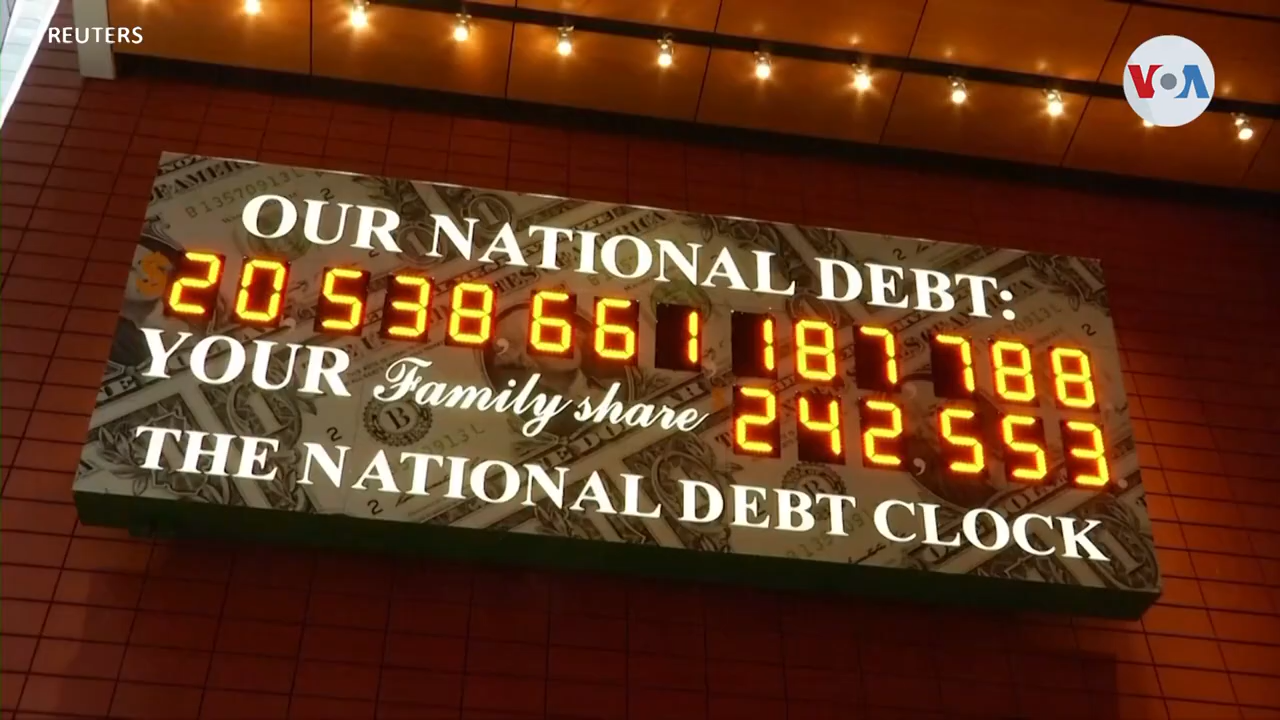 REUTERS
VOA
OUR NATIONAL DEBT:
$20,538,661,187,788
YOUR Family share $242,553
THE NATIONAL DEBT CLOCK